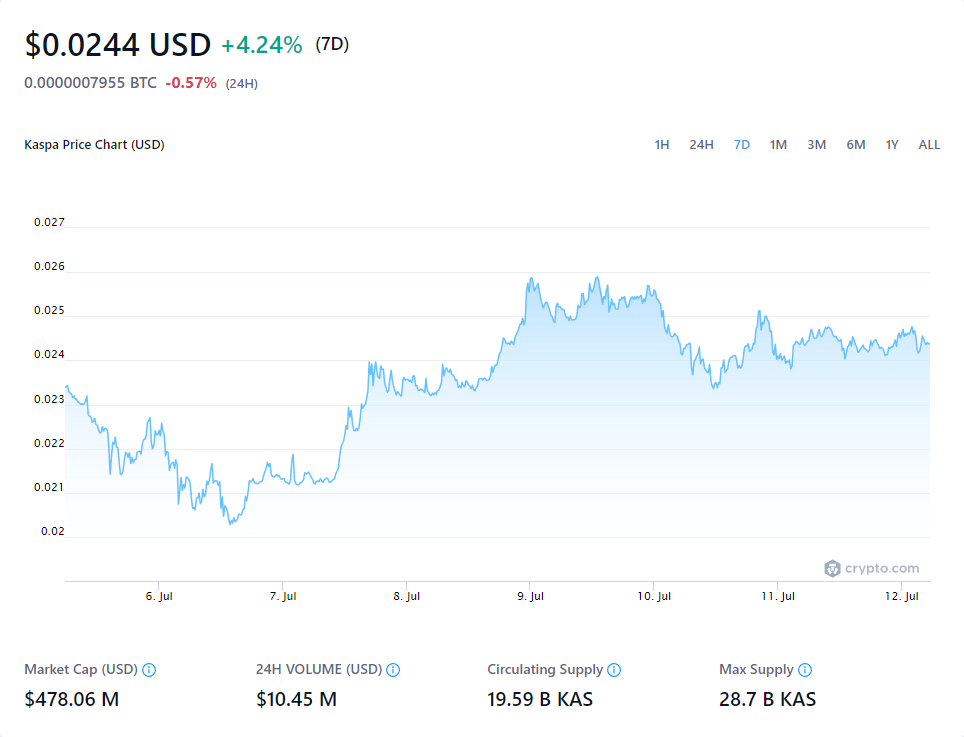 $0.0244 USD +4.24% (7D)
0.0000007955 BTC -0.57% (24H)
Kaspa Price Chart (USD) 1H 24H 7D 1M 3M 6M 1Y ALL
0.027
0.026
0.025
0.024
0.023
0.022
0.021
0.02
crypto.com
6. Jul 7. Jul 8. Jul 9. Jul 10. Jul 11. Jul 12. Jul
Market Cap (USD) 24H VOLUME (USD) Circulating Supply Max Supply
$478.06 M $10.45 M 19.59 B KAS 28.7 B KAS